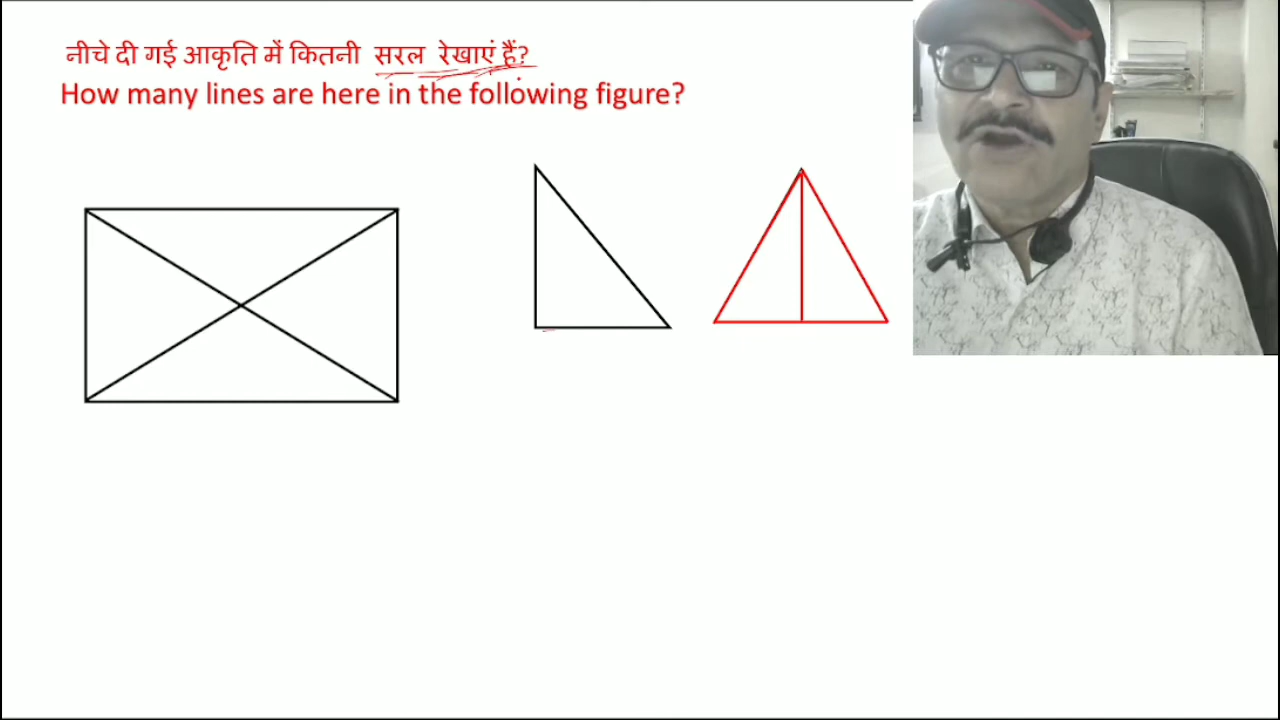 नीचे दी गई आकृति में कितनी सरल रेखाएं हैं?
How many lines are here in the following figure?